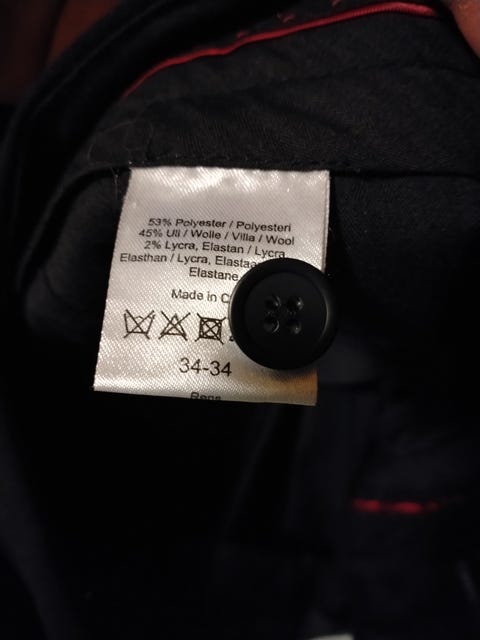 53% Polyester / Polyesteri
45% Ull / Wolle / Villa / Wool
2% Lycra, Elastan / Lycra,
Elasthan / Lycra,
Elastane
Made in
34-34